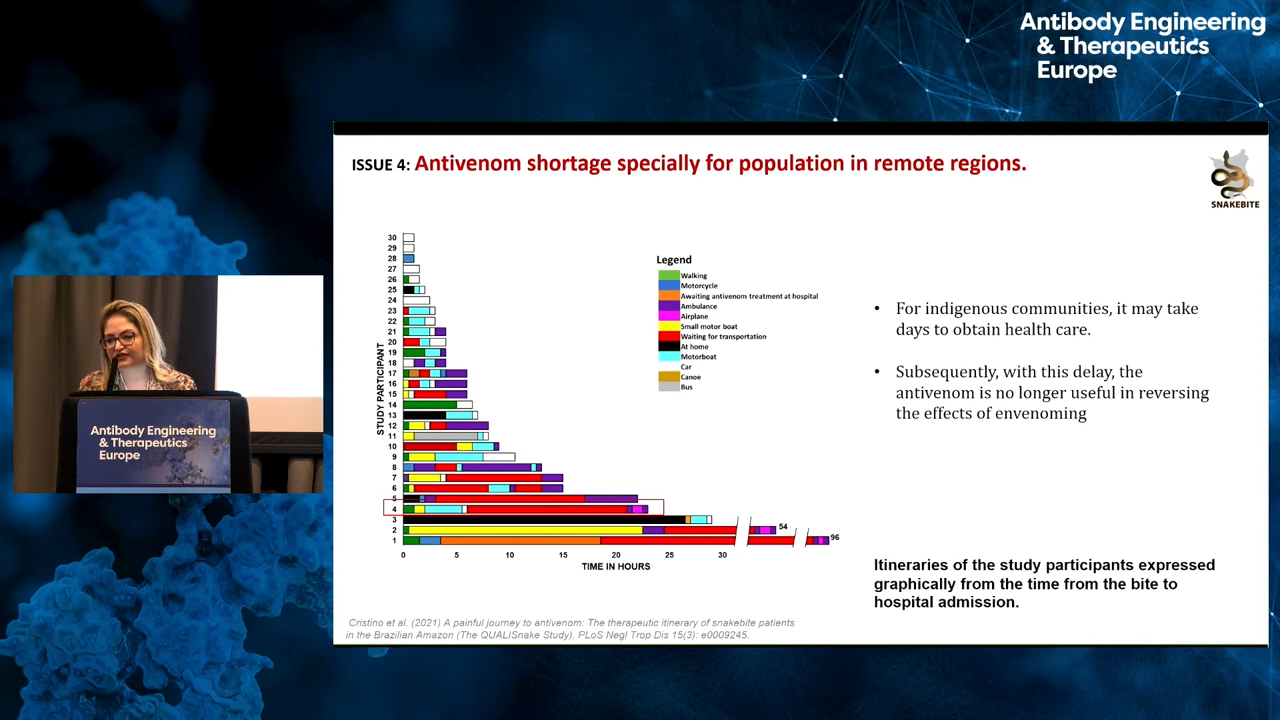 Antibody Engineering
& Therapeutics
Europe
ISSUE 4: Antivenom shortage specially for population in remote regions.
SNAKEBITE
STUDY PARTICIPANT
30
29
28
27
26
25
24
23
22
21
20
19
18
17
16
15
14
13
12
11
10
9
8
7
6
5
4
3
2
1
54
96
0 5 10 15 20 25 30
TIME IN HOURS
Legend
Walking
Motorcycle
Awaiting antivenom treatment at hospital
Ambulance
Airplane
Small motor boat
Waiting for transportation
At home
Motorboat
Car
Canoe
Bus
• For indigenous communities, it may take
days to obtain health care.
• Subsequently, with this delay, the
antivenom is no longer useful in reversing
the effects of envenoming
Itineraries of the study participants expressed
graphically from the time from the bite to
hospital admission.
Cristino et al. (2021) A painful journey to antivenom: The therapeutic itinerary of snakebite patients
in the Brazilian Amazon (The QUALISnake Study). PLoS Negl Trop Dis 15(3): e0009245.
Antibody Engineering
& Therapeutics
Europe